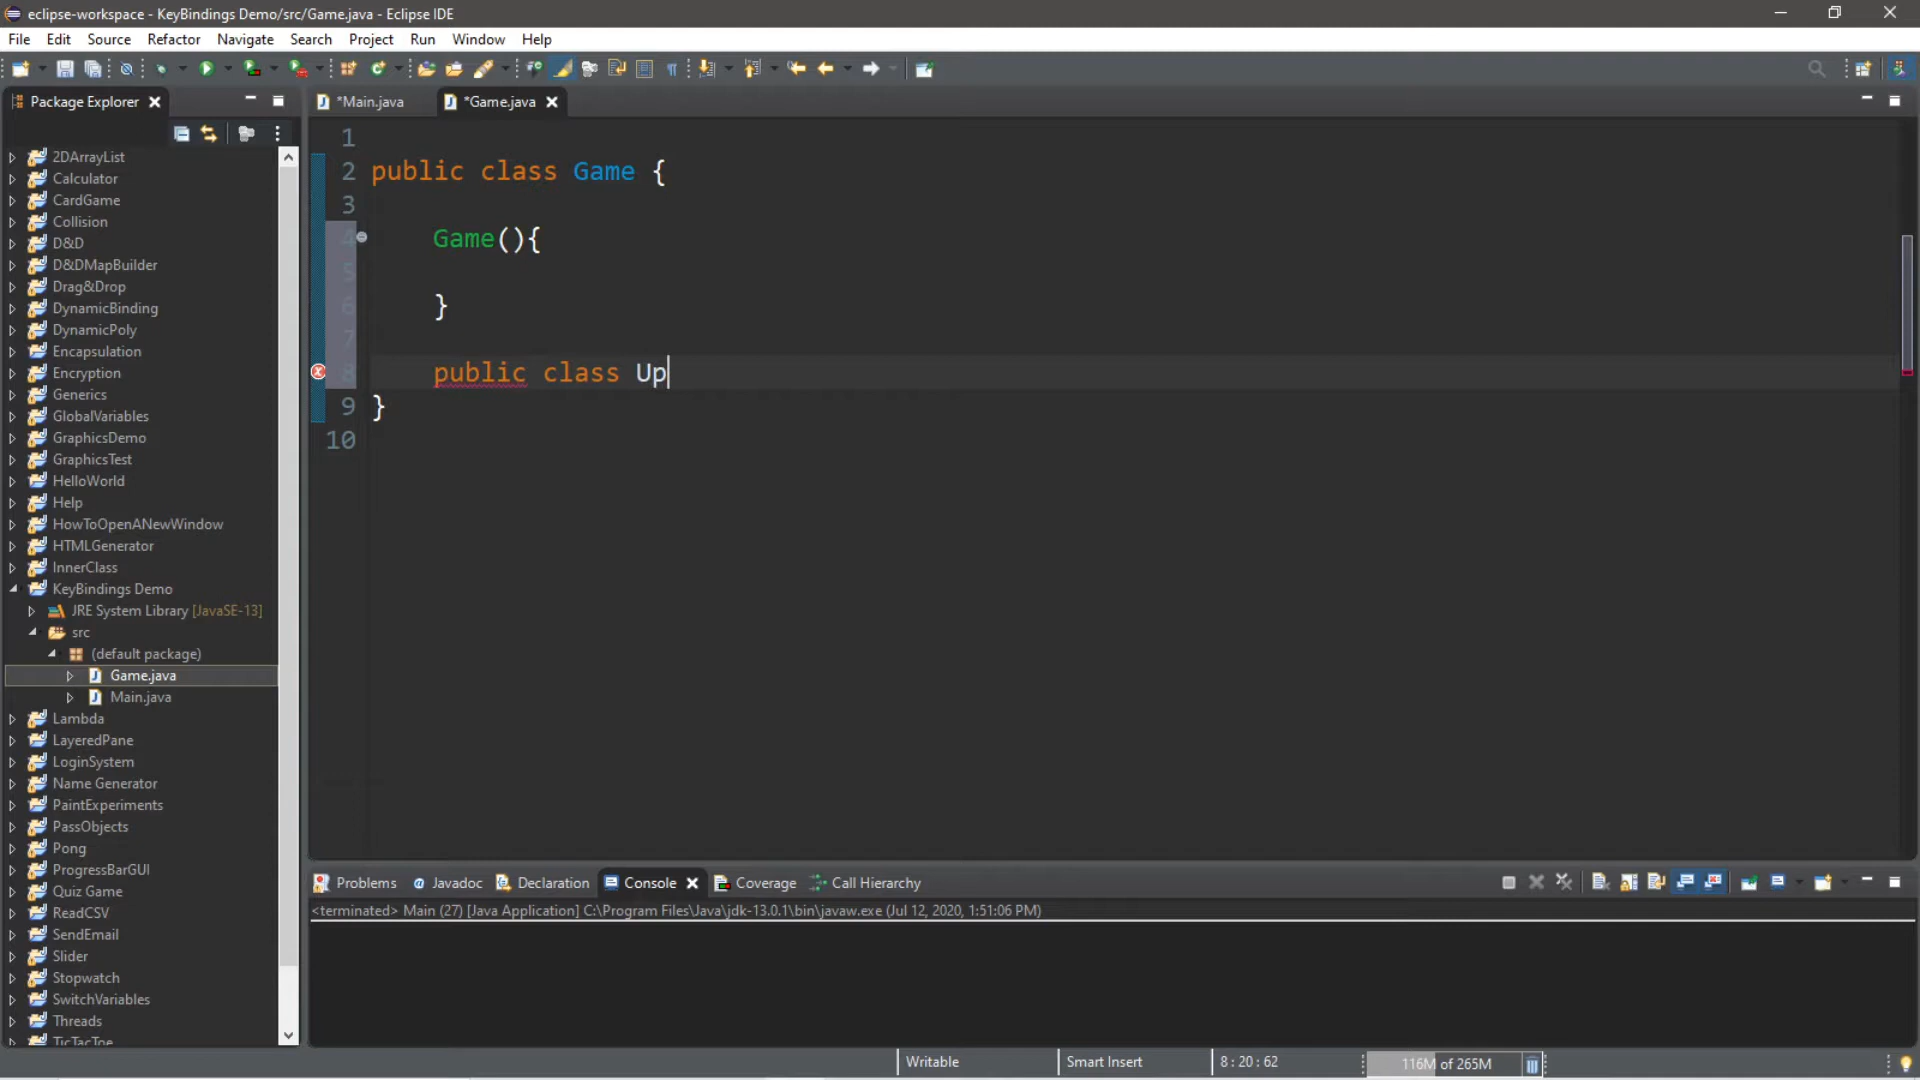 eclipse-workspace - KeyBindings Demo/src/Game.java - Eclipse IDE
File Edit Source Refactor Navigate Search Project Run Window Help
Package Explorer
*Main.java *Game.java
2DArrayList
Calculator
CardGame
Collision
D&D
D&DMapBuilder
Drag&Drop
DynamicBinding
DynamicPoly
Encapsulation
Encryption
Generics
GlobalVariables
GraphicsDemo
GraphicsTest
HelloWorld
Help
HowToOpenANewWindow
HTMLGenerator
InnerClass
KeyBindings Demo
JRE System Library [JavaSE-13]
src
(default package)
Game.java
Main.java
Lambda
LayeredPane
LoginSystem
Name Generator
PaintExperiments
PassObjects
Pong
ProgressBarGUI
Quiz Game
ReadCSV
SendEmail
Slider
Stopwatch
SwitchVariables
Threads
TicTacToe
1
2 public class Game {
3
4 Game(){
5
6 }
7
8 public class Up
9 }
10
Problems Javadoc Declaration Console Coverage Call Hierarchy
<terminated> Main (27) [Java Application] C:\Program Files\Java\jdk-13.0.1\bin\javaw.exe (Jul 12, 2020, 1:51:06 PM)
Writable Smart Insert 8 : 20 : 62 116M of 265M